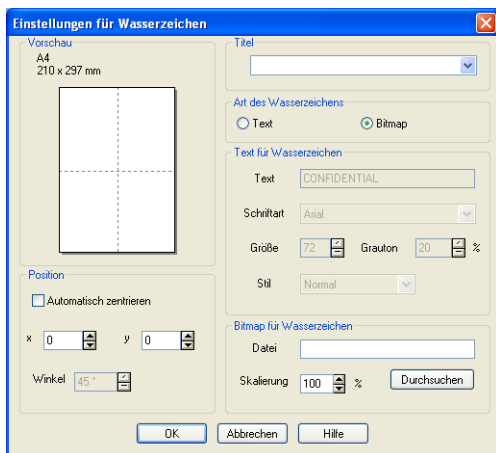 Einstellungen für Wasserzeichen
Vorschau
A4
210 x 297 mm
Titel
Art des Wasserzeichens
Text
Bitmap
Text für Wasserzeichen
Text CONFIDENTIAL
Schriftart Arial
Größe 72 Grauton 20 %
Stil Normal
Position
Automatisch zentrieren
x 0 y 0
Winkel 45 °
Bitmap für Wasserzeichen
Datei
Skalierung 100 % Durchsuchen
OK Abbrechen Hilfe